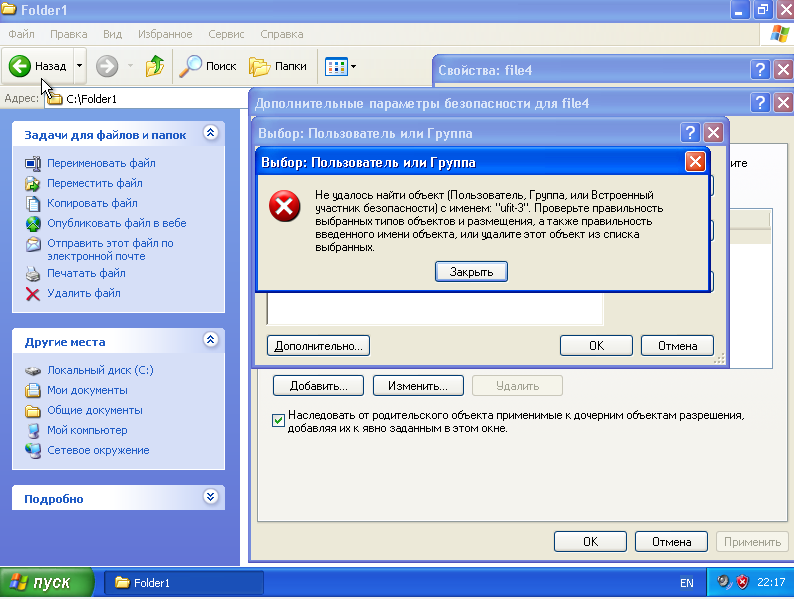 Folder1
Файл Правка Вид Избранное Сервис Справка
Назад Поиск Папки
Адрес: C:\Folder1
Свойства: file4
Дополнительные параметры безопасности для file4
Выбор: Пользователь или Группа
Выбор: Пользователь или Группа
Не удалось найти объект (Пользователь, Группа, или Встроенный
участник безопасности) с именем: "ufit-3". Проверьте правильность
выбранных типов объектов и размещения, а также правильность
введенного имени объекта, или удалите этот объект из списка
выбранных.
Закрыть
Дополнительно... OK Отмена
Добавить... Изменить... Удалить
Наследовать от родительского объекта применимые к дочерним объектам разрешения,
добавляя их к явно заданным в этом окне.
OK Отмена Применить
Задачи для файлов и папок
Переименовать файл
Переместить файл
Копировать файл
Опубликовать файл в вебе
Отправить этот файл по
электронной почте
Печатать файл
Удалить файл
Другие места
Локальный диск (C:)
Мои документы
Общие документы
Мой компьютер
Сетевое окружение
Подробно
пуск Folder1 EN 22:17